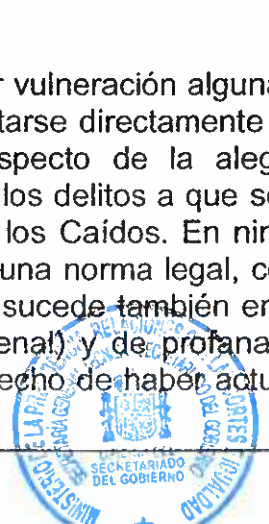 r vulneración alguna
tarse directamente
specto de la aleg
los delitos a que se
los Caídos. En nin
una norma legal, co
sucede también en
enal) y de profana
echo de haber actu
SECRETARIADO
DEL GOBIERNO